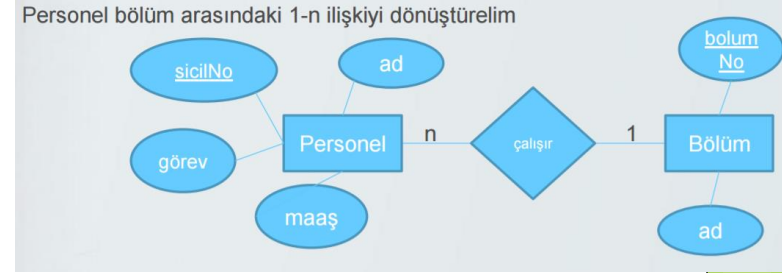 Personel bölüm arasındaki 1-n ilişkiyi dönüştürelim
sicilNo
ad
bolum
No
görev
Personel
n
çalışır
1
Bölüm
maaş
ad